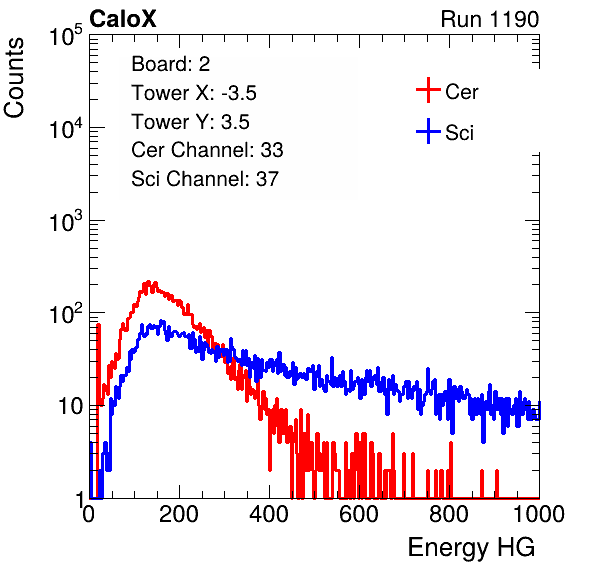 CaloX Run 1190
Counts
Board: 2
Tower X: -3.5
Tower Y: 3.5
Cer Channel: 33
Sci Channel: 37
Cer
Sci
10^5
10^4
10^3
10^2
10
1
0 200 400 600 800 1000
Energy HG